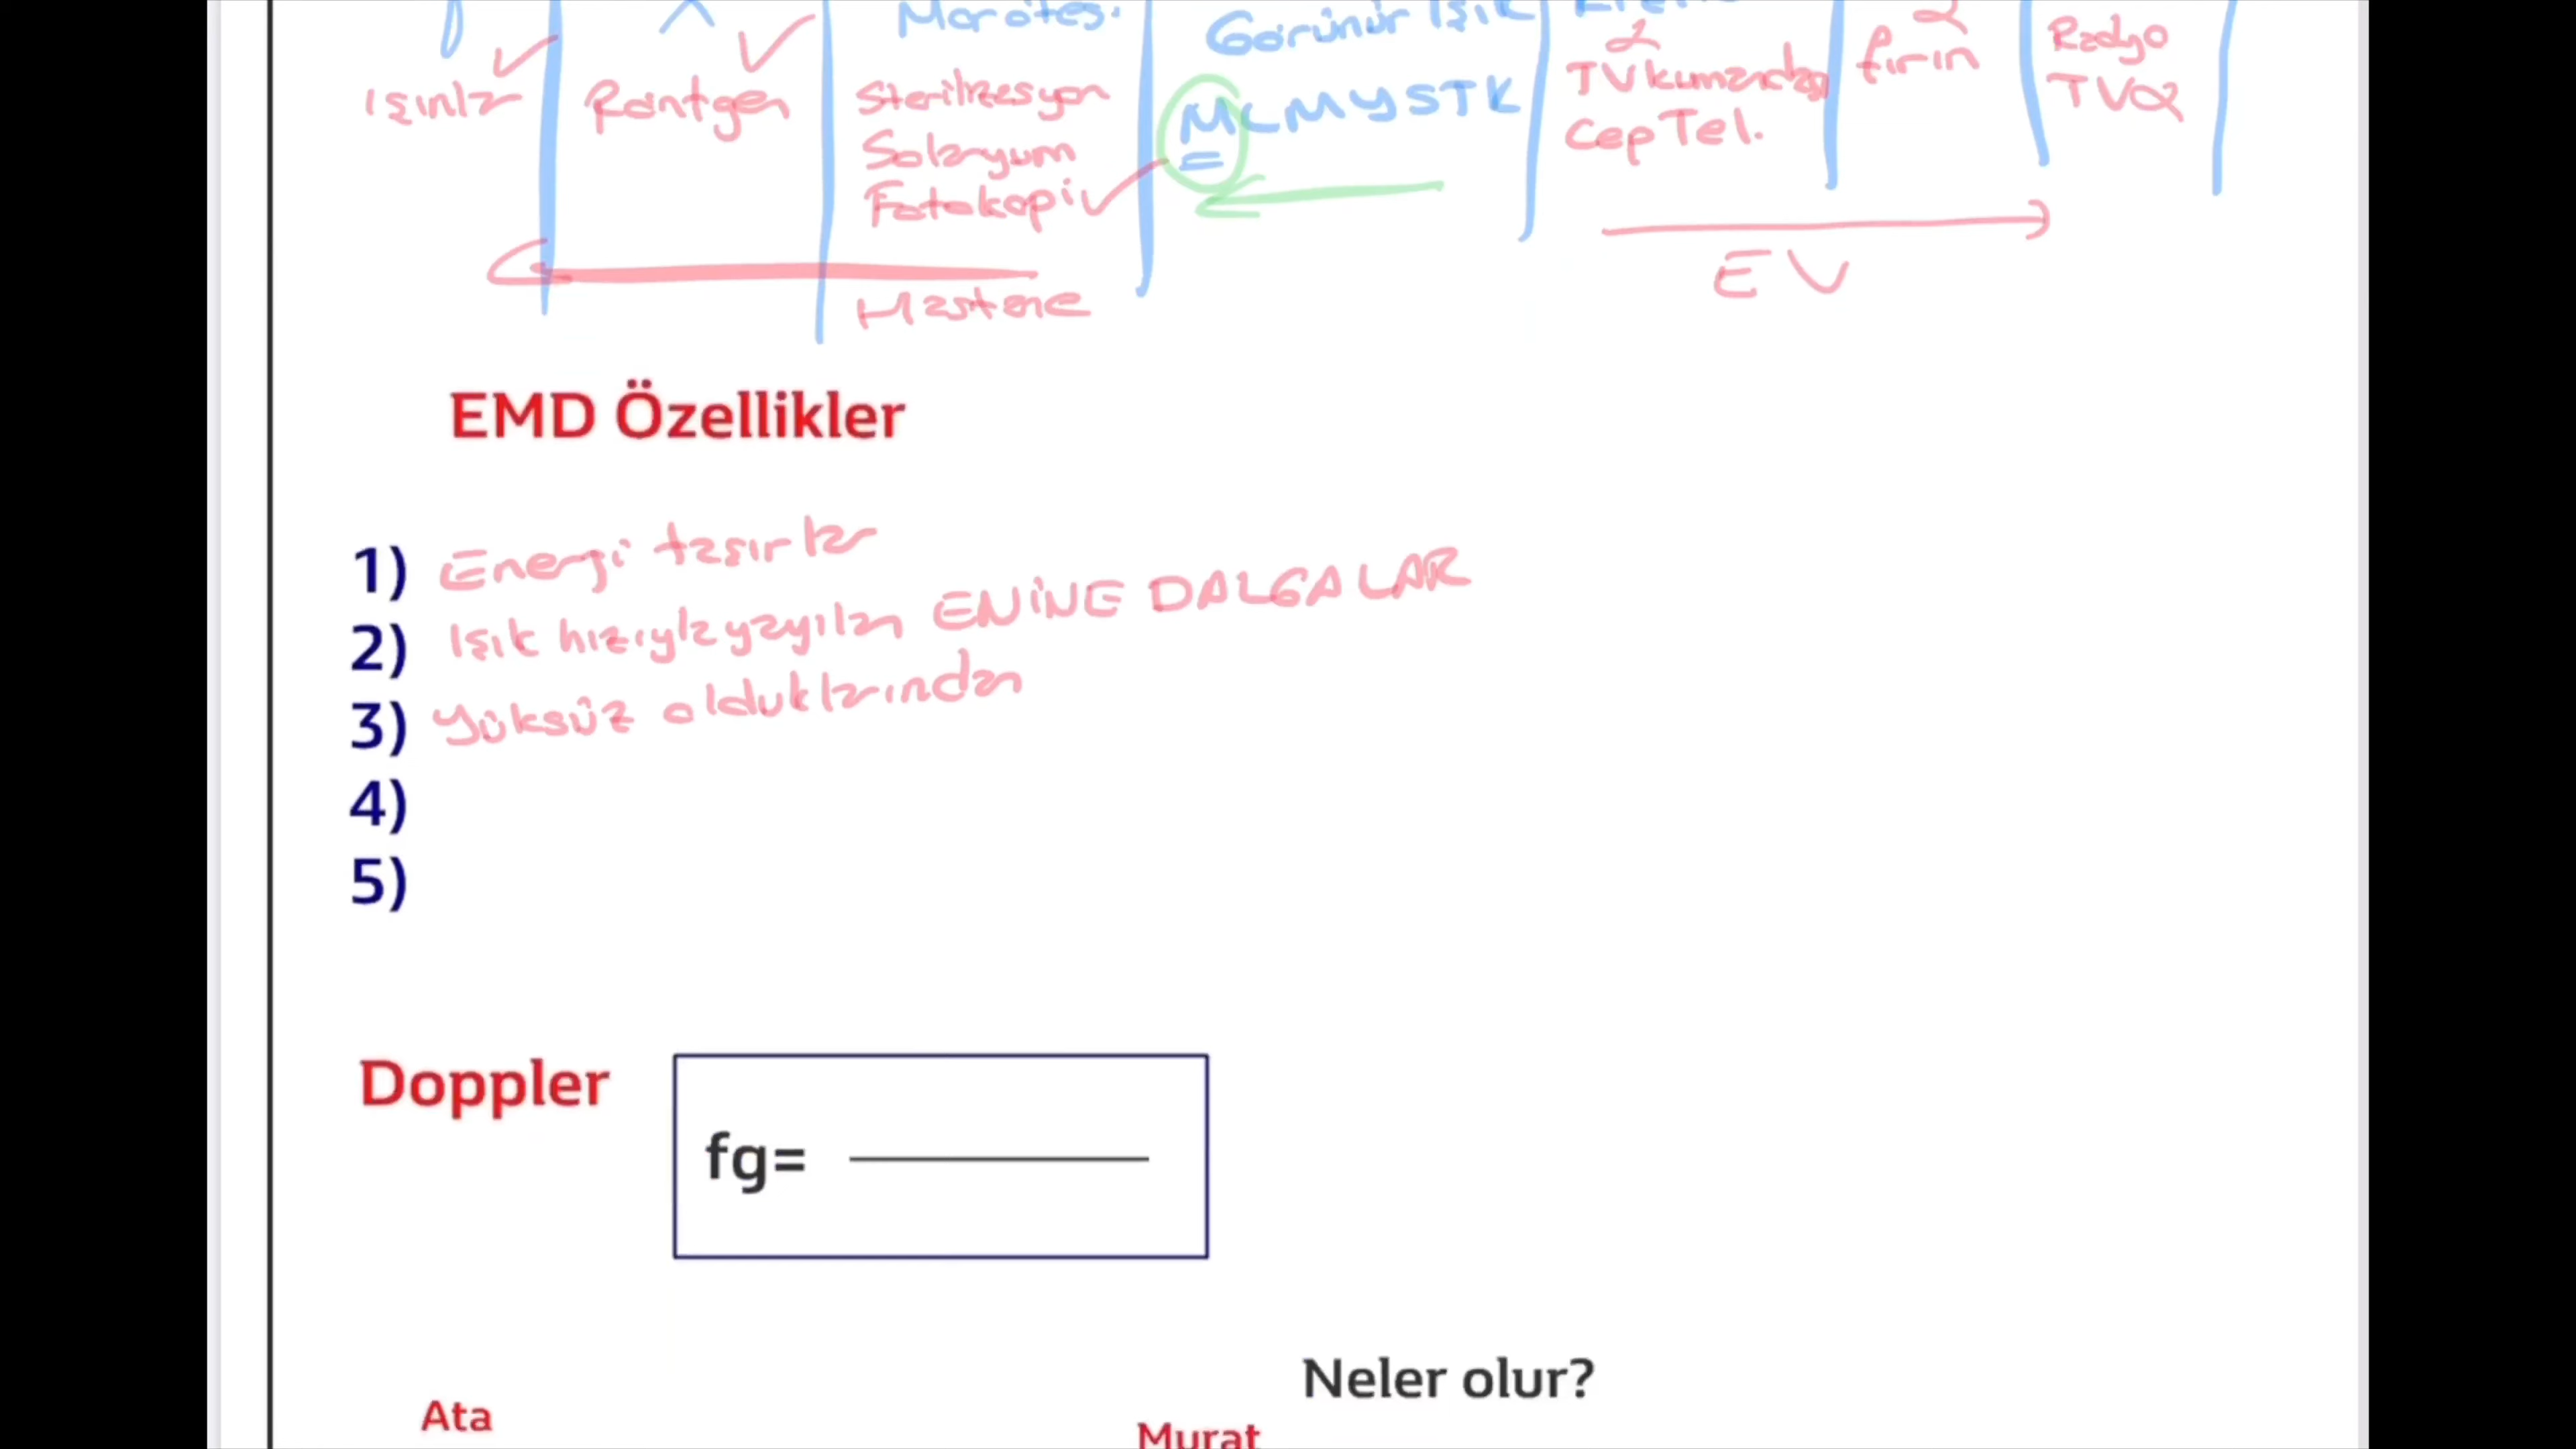 Morötesi Görünür Işık
Işınlar Röntgen Sterilizasyon MLMYSTK TV kumandası fırın Radyo
Solaryum Cep Tel. TV
Fotokopi
Hastane EV
EMD Özellikler
1) Energi taşırlar
2) Işık hızıyla yayılan ENİNE DALGALAR
3) Yüksüz olduklarından
4)
5)
Doppler
fg=
Neler olur?
Ata
Murat